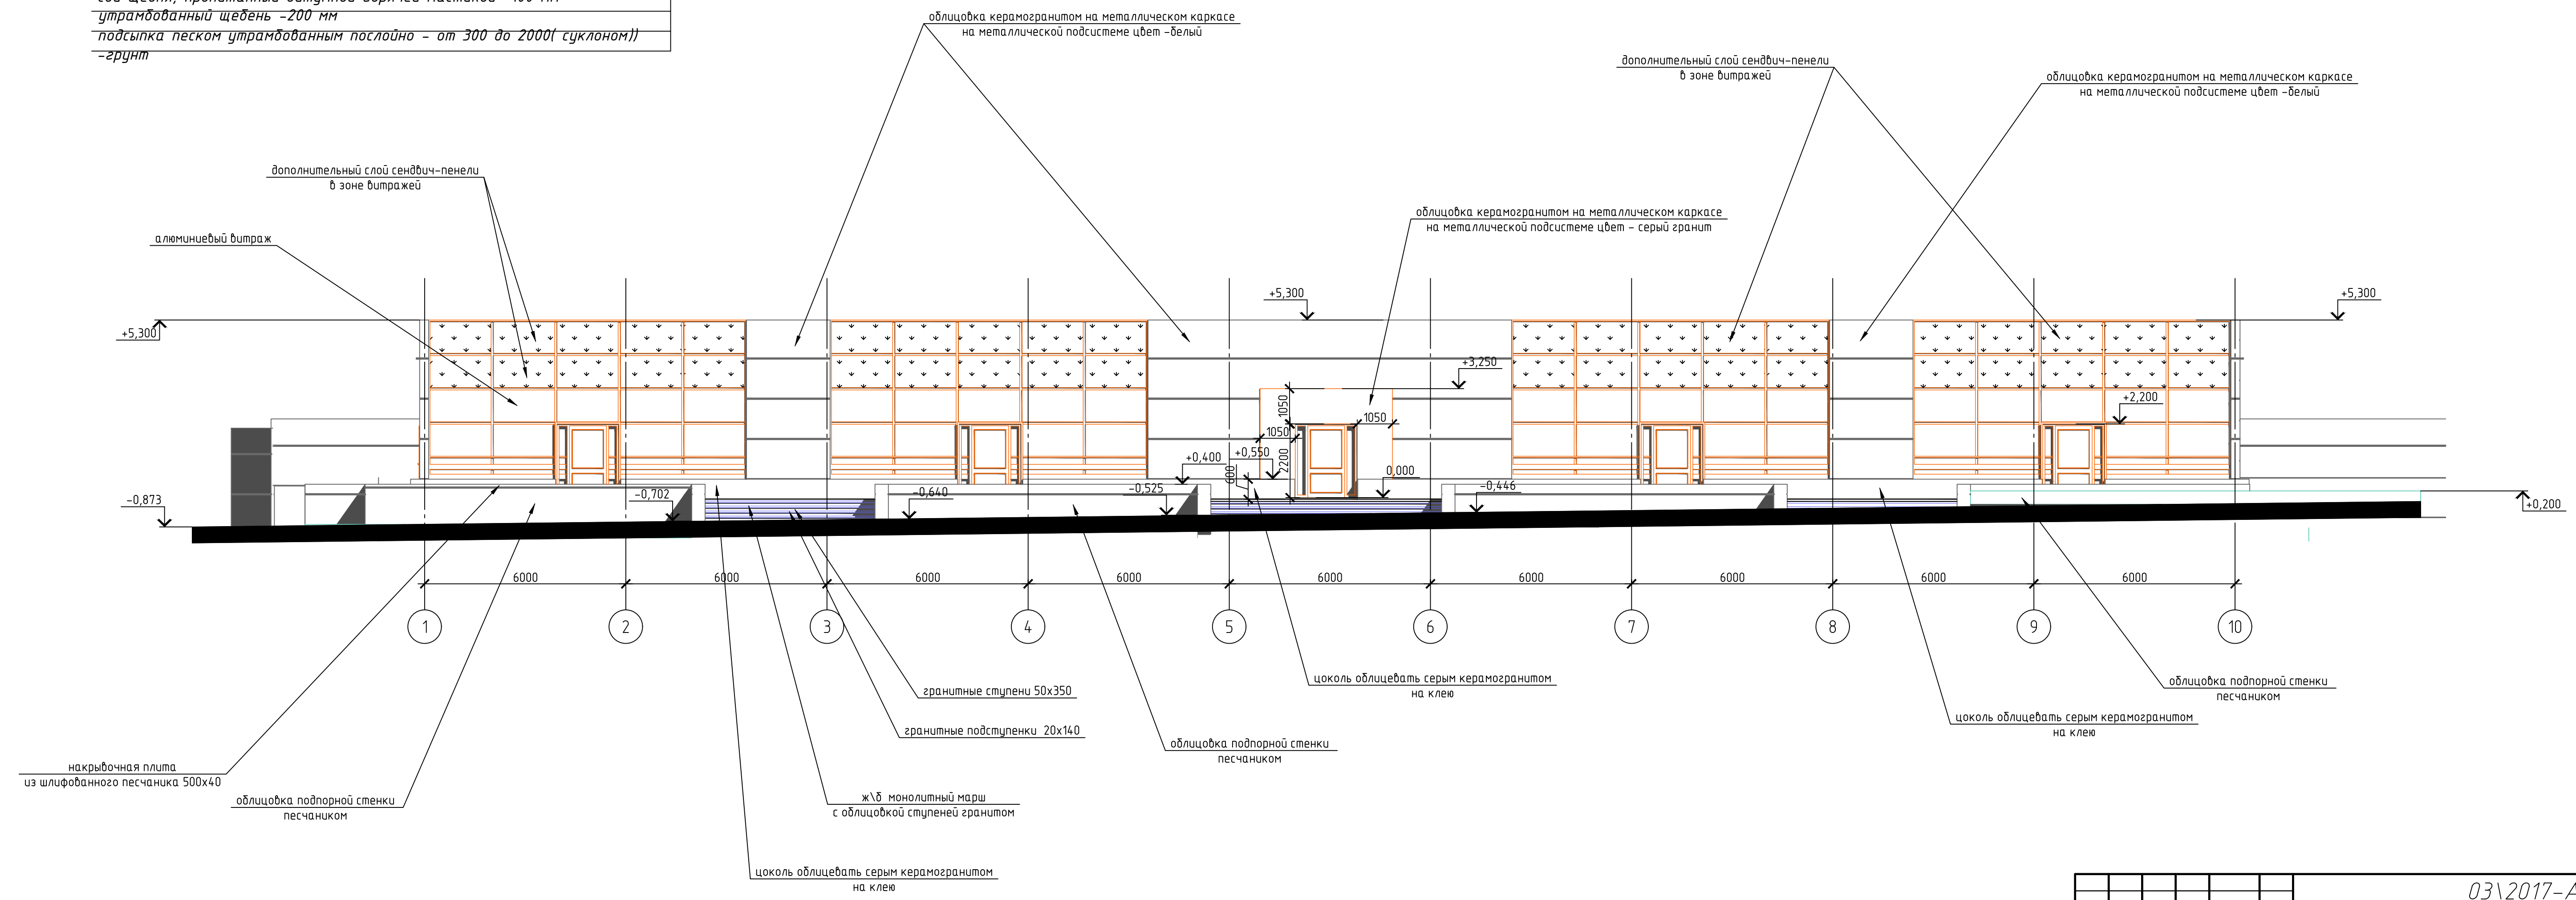 утрамбованный щебень -200 мм
подсыпка песком утрамбованным послойно - от 300 до 2000( суклоном))
-грунт
облицовка керамогранитом на металлическом каркасе
на металлической подсистеме цвет -белый
дополнительный слой сендвич-пенели
в зоне витражей
облицовка керамогранитом на металлическом каркасе
на металлической подсистеме цвет -белый
дополнительный слой сендвич-пенели
в зоне витражей
облицовка керамогранитом на металлическом каркасе
на металлической подсистеме цвет - серый гранит
алюминиевый витраж
+5,300
+5,300
+5,300
+3,250
+2,200
1050
1050
1050
2200
600
+0,550
+0,400
0,000
-0,873
-0,702
-0,640
-0,525
-0,446
+0,200
6000 6000 6000 6000 6000 6000 6000 6000 6000
1 2 3 4 5 6 7 8 9 10
гранитные ступени 50х350
гранитные подступенки 20х140
цоколь облицевать серым керамогранитом
на клею
облицовка подпорной стенки
песчаником
цоколь облицевать серым керамогранитом
на клею
облицовка подпорной стенки
песчаником
накрывочная плита
из шлифованного песчаника 500х40
облицовка подпорной стенки
песчаником
ж\б монолитный марш
с облицовкой ступеней гранитом
цоколь облицевать серым керамогранитом
на клею
03\2017-А